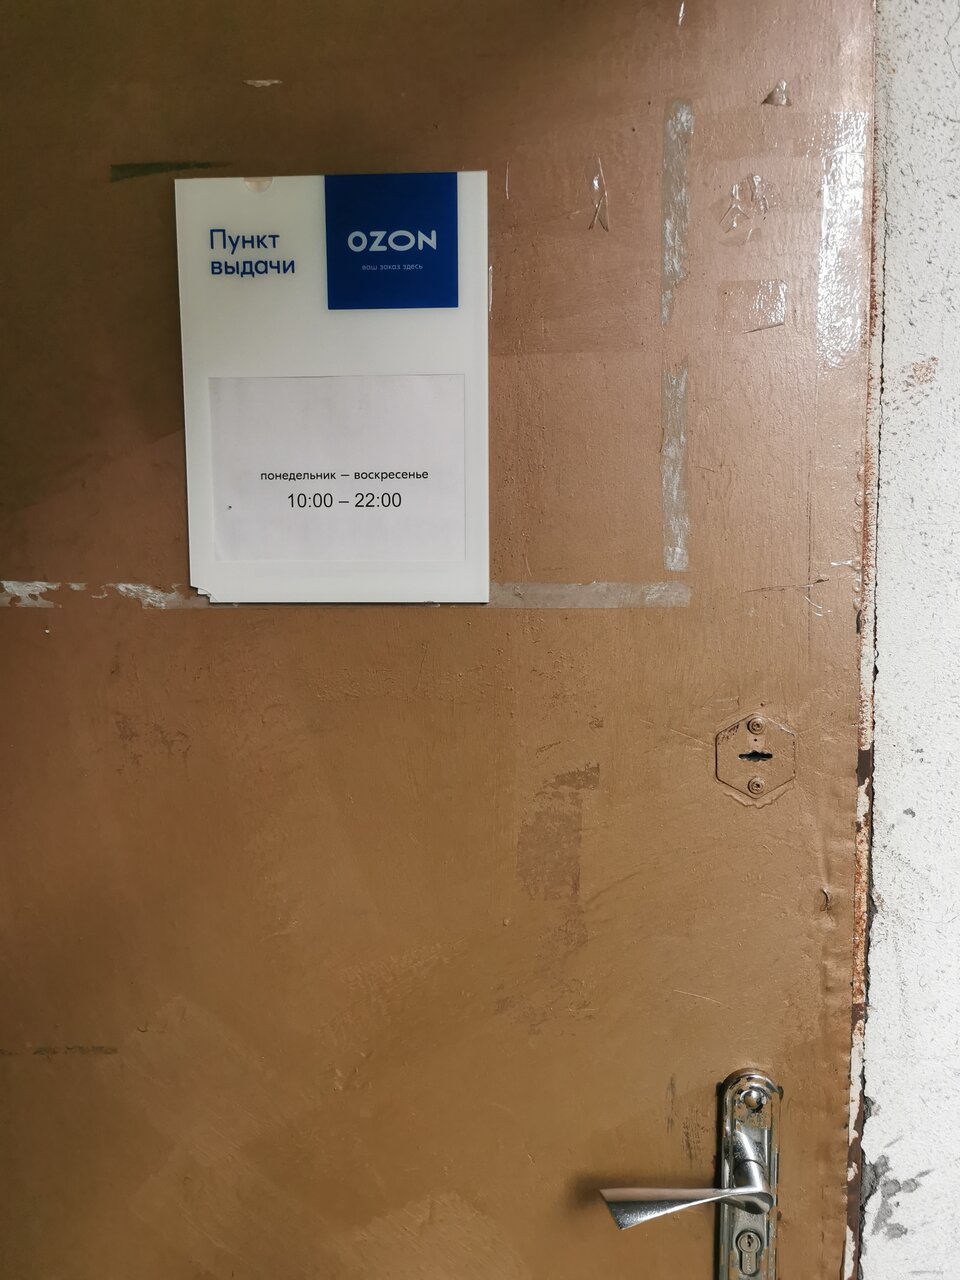 Пункт
выдачи
OZON
ваш заказ здесь
понедельник — воскресенье
10:00 – 22:00